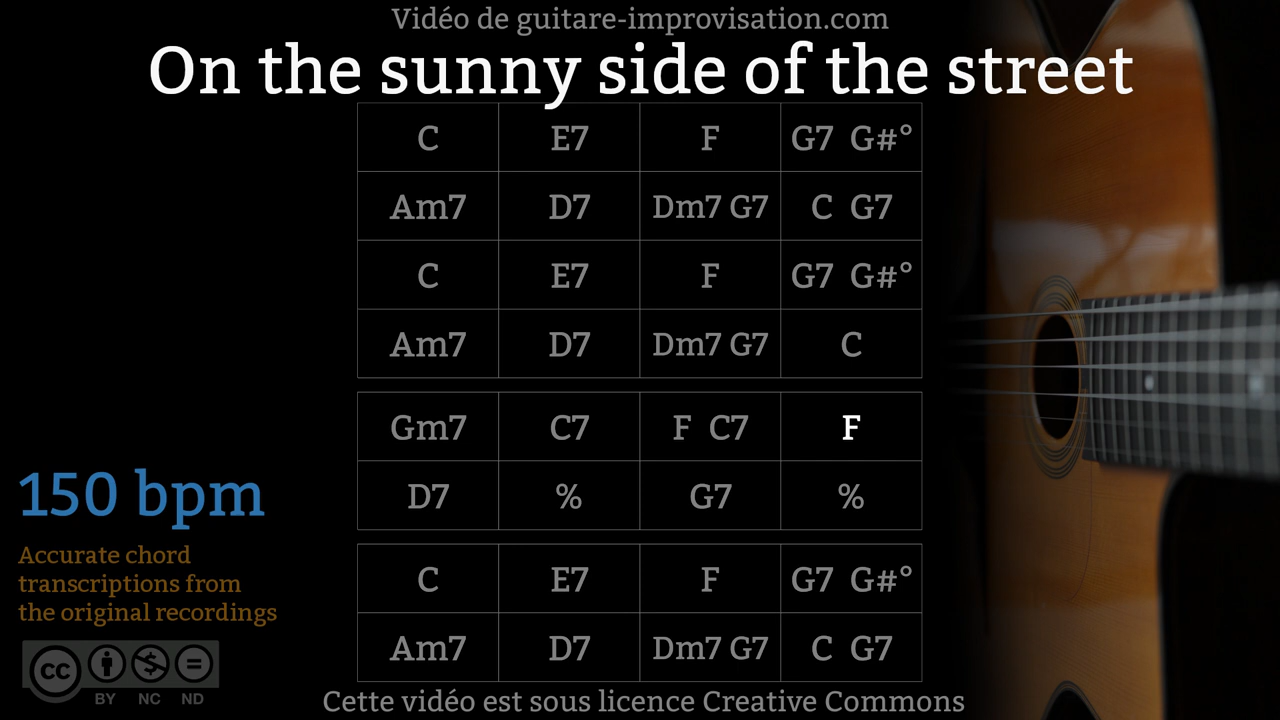 Vidéo de guitare-improvisation.com
On the sunny side of the street
C E7 F G7 G#°
Am7 D7 Dm7 G7 C G7
C E7 F G7 G#°
Am7 D7 Dm7 G7 C
Gm7 C7 F C7 F
D7 % G7 %
C E7 F G7 G#°
Am7 D7 Dm7 G7 C G7
150 bpm
Accurate chord
transcriptions from
the original recordings
cc
BY NC ND
Cette vidéo est sous licence Creative Commons